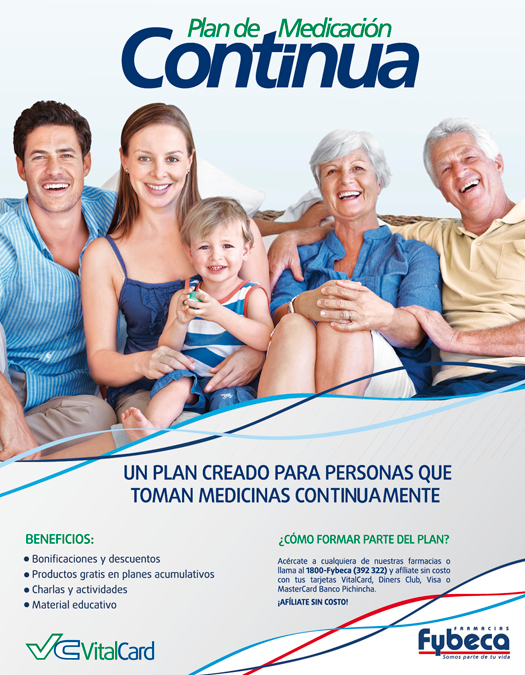 Plan de Medicación
Continua
UN PLAN CREADO PARA PERSONAS QUE
TOMAN MEDICINAS CONTINUAMENTE
BENEFICIOS:
• Bonificaciones y descuentos
• Productos gratis en planes acumulativos
• Charlas y actividades
• Material educativo
VC VitalCard
¿CÓMO FORMAR PARTE DEL PLAN?
Acércate a cualquiera de nuestras farmacias o
llama al 1800-Fybeca (392 322) y afíliate sin costo
con tus tarjetas VitalCard, Diners Club, Visa o
MasterCard Banco Pichincha.
¡AFÍLIATE SIN COSTO!
FARMACIAS
Fybeca
Somos parte de tu vida